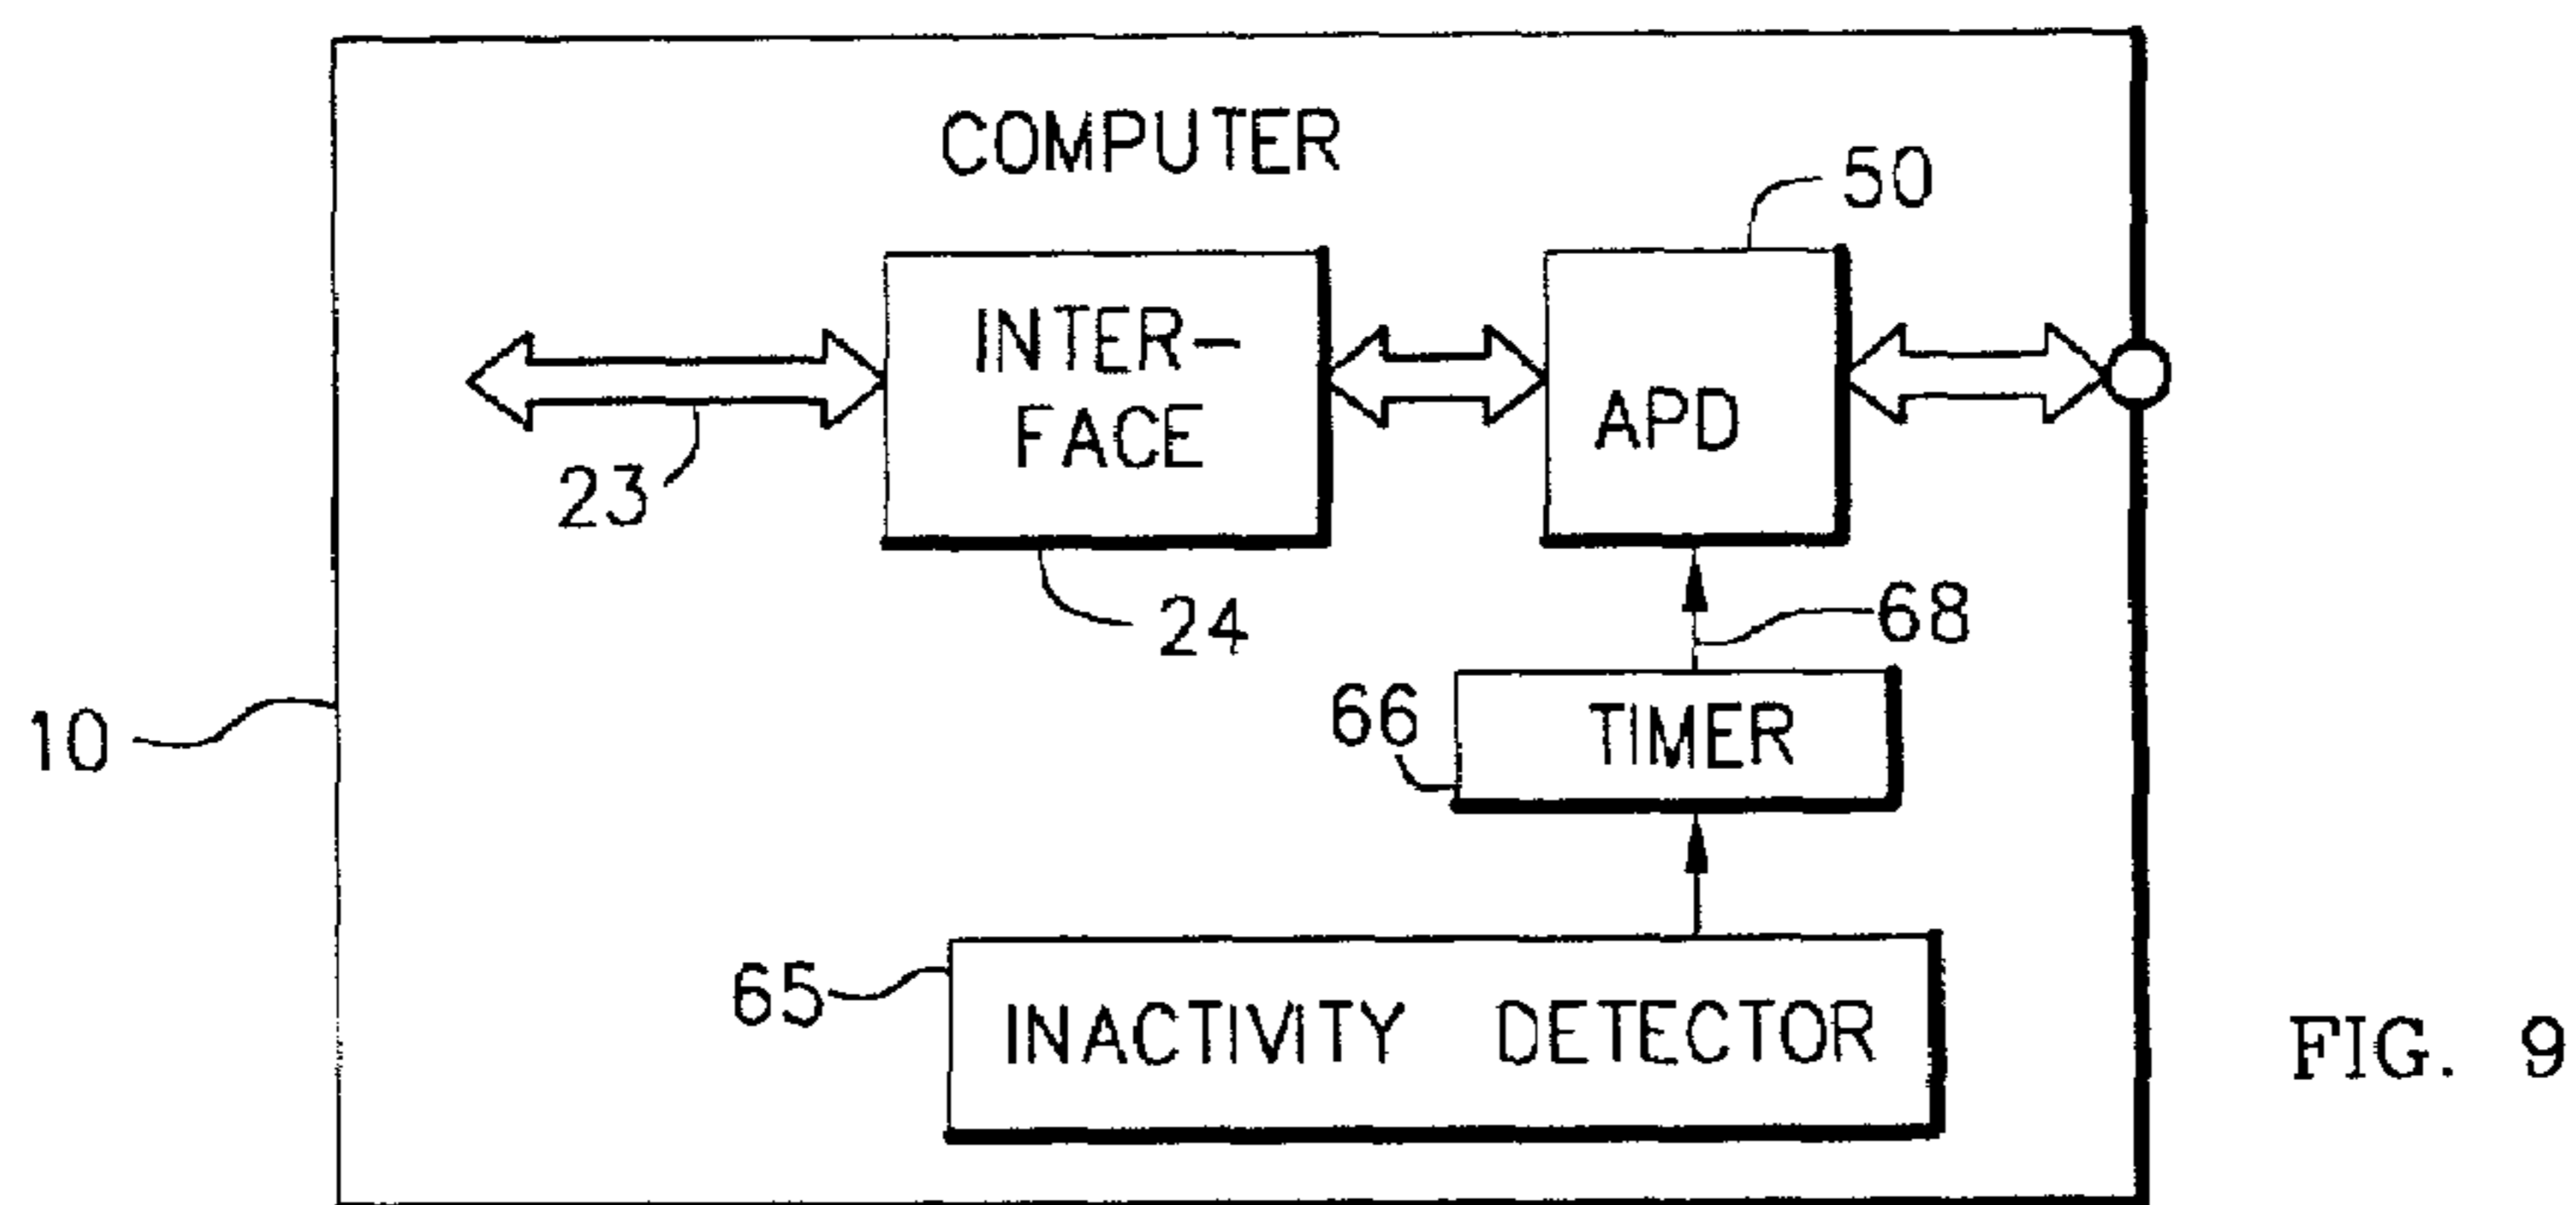 COMPUTER
50
INTER-
FACE
APD
23
24
68
66
TIMER
10
65
INACTIVITY DETECTOR
FIG. 9